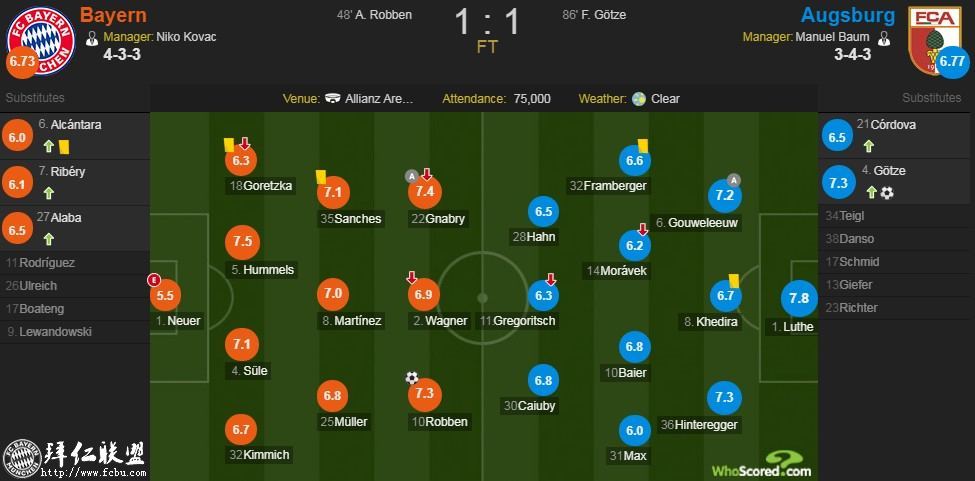 Bayern
Manager: Niko Kovac
4-3-3
6.73
48' A. Robben
1 : 1
FT
86' F. Götze
Augsburg
Manager: Manuel Baum
3-4-3
FCA
6.77
FC BAYERN MÜNCHEN
Substitutes
Venue: Allianz Are... Attendance: 75,000 Weather: Clear
Substitutes
6.0 6. Alcántara
6.1 7. Ribéry
6.5 27 Alaba
11 Rodríguez
26 Ulreich
17 Boateng
9. Lewandowski
E
5.5
1. Neuer
6.3
18 Goretzka
7.5
5. Hummels
7.1
4. Süle
6.7
32 Kimmich
7.1
35 Sanches
7.0
8. Martínez
6.8
25 Müller
A
7.4
22 Gnabry
6.9
2. Wagner
7.3
10 Robben
6.5
28 Hahn
6.3
11. Gregoritsch
6.8
30 Caiuby
6.6
32 Framberger
6.2
14 Morávek
6.8
10 Baier
6.0
31 Max
A
7.2
6. Gouweleeuw
6.7
8. Khedira
7.3
36 Hinteregger
7.8
1. Luthe
6.5 21 Córdova
7.3 4. Götze
34 Teigl
38 Danso
17 Schmid
13 Giefer
23 Richter
WhoScored.com
拜仁联盟
http://www.fcbu.com